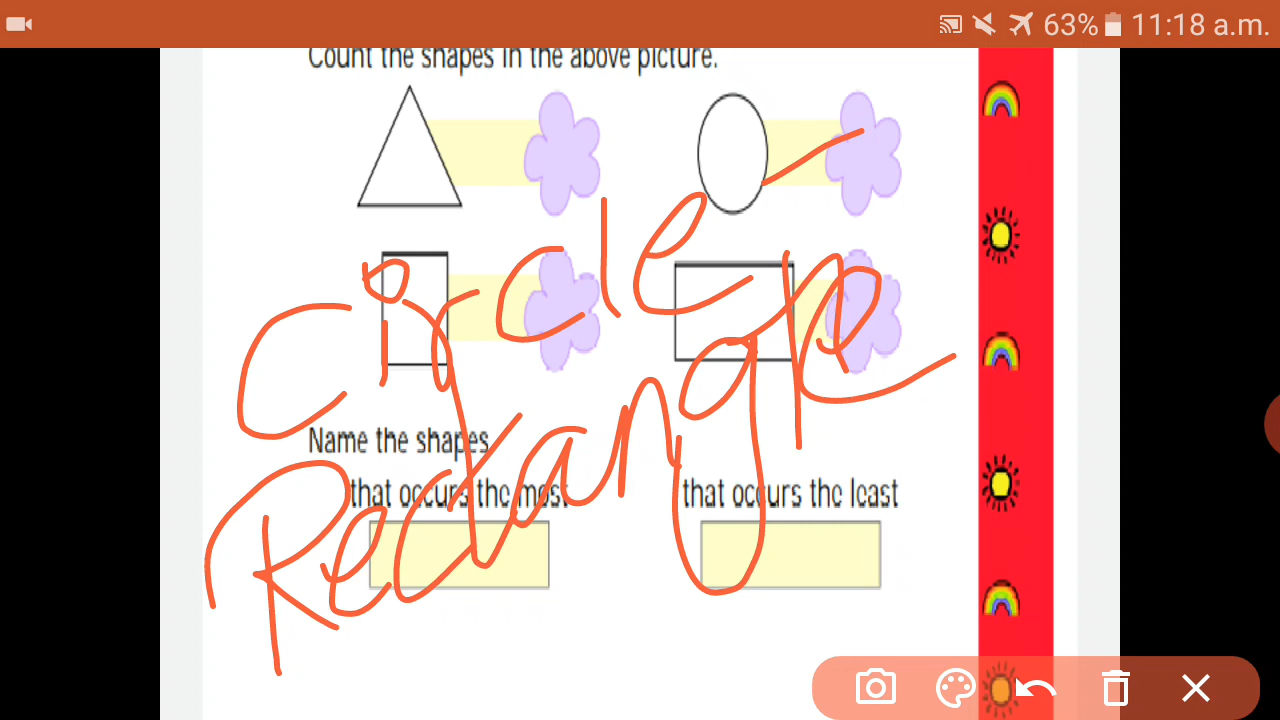 63% 11:18 a.m.
Count the shapes in the above picture.
Circle
Rectangle
Name the shapes
that occurs the most that occurs the least